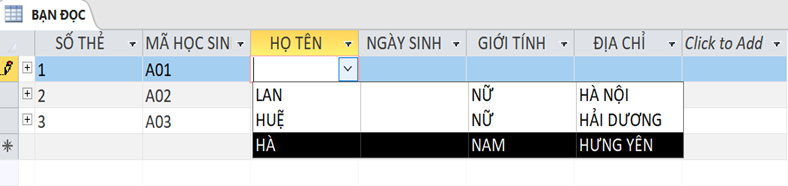 BẠN ĐỌC
SỐ THẺ MÃ HỌC SIN HỌ TÊN NGÀY SINH GIỚI TÍNH ĐỊA CHỈ Click to Add
1 A01
2 A02 LAN NỮ HÀ NỘI
3 A03 HUỆ NỮ HẢI DƯƠNG
HÀ NAM HƯNG YÊN